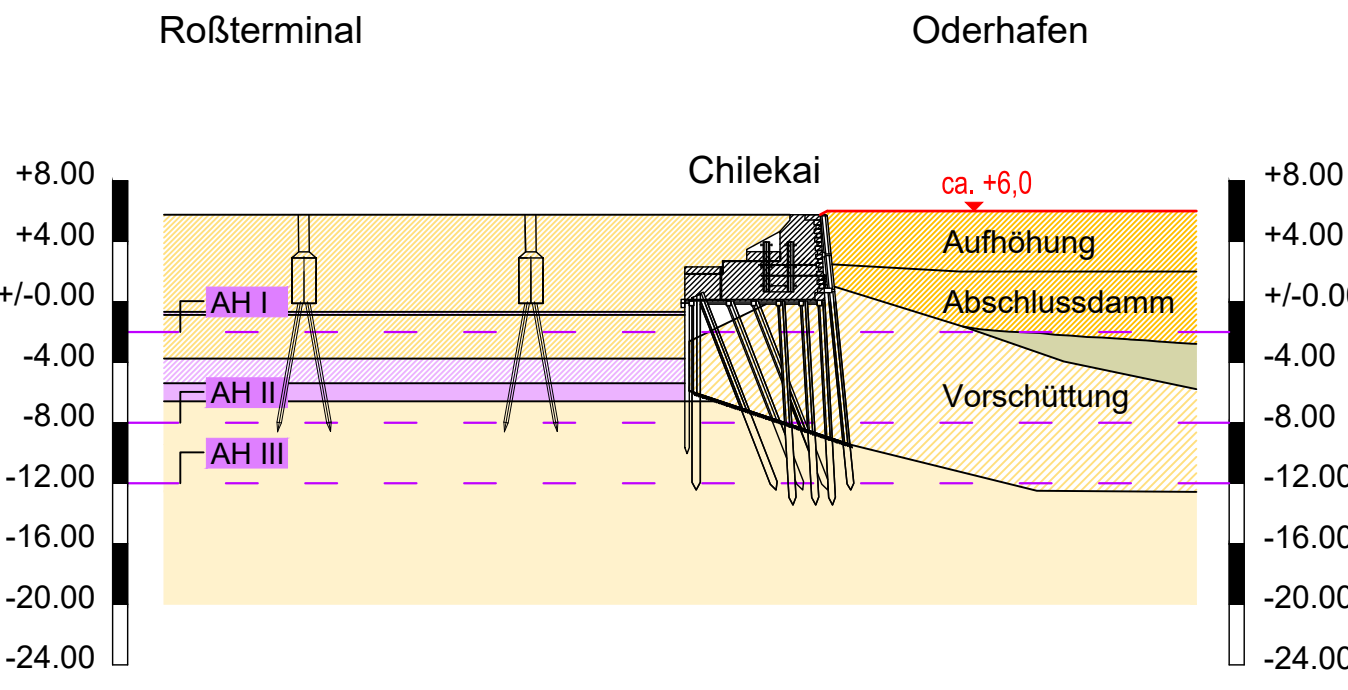 Roßterminal
Oderhafen
Chilekai
ca. +6,0
+8.00
+4.00
+/-0.00
-4.00
-8.00
-12.00
-16.00
-20.00
-24.00
AH I
AH II
AH III
Aufhöhung
Abschlussdamm
Vorschüttung
+8.00
+4.00
+/-0.00
-4.00
-8.00
-12.00
-16.00
-20.00
-24.00